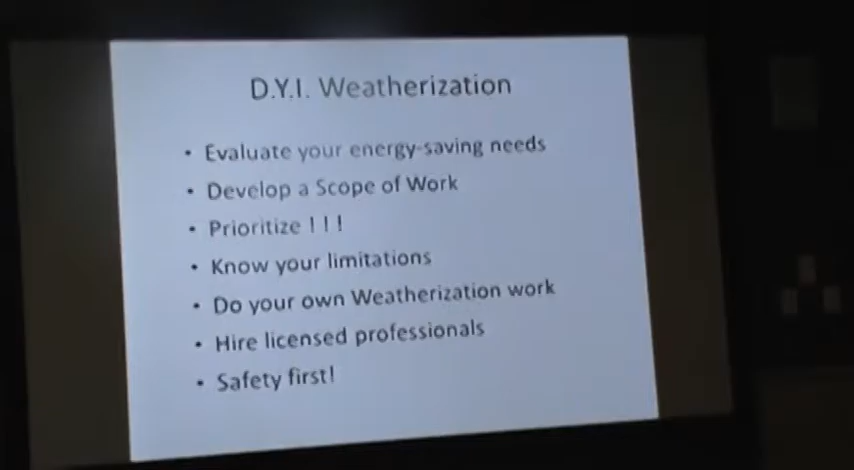 D.Y.I. Weatherization
• Evaluate your energy-saving needs
• Develop a Scope of Work
• Prioritize ! ! !
• Know your limitations
• Do your own Weatherization work
• Hire licensed professionals
• Safety first!